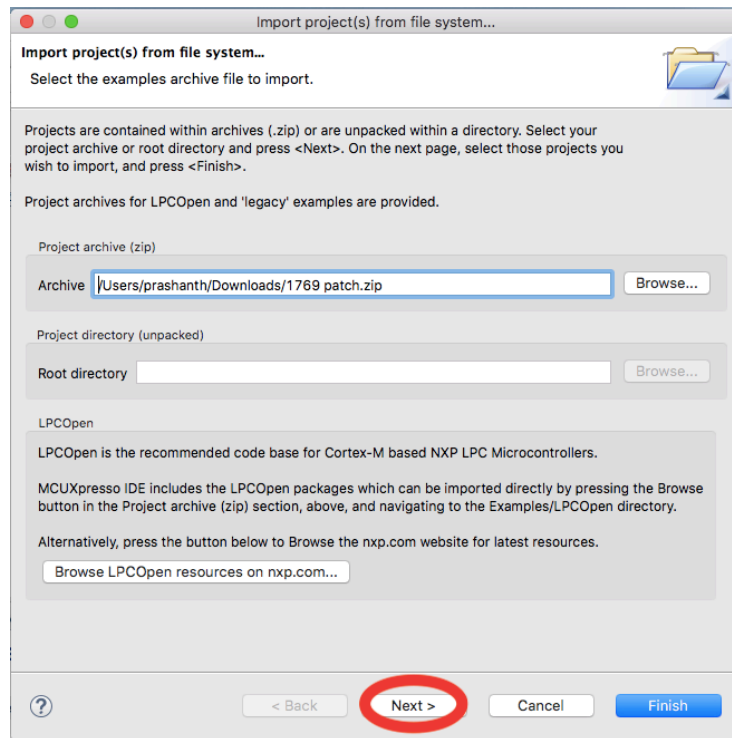 Import project(s) from file system...
Import project(s) from file system...
Select the examples archive file to import.
Projects are contained within archives (.zip) or are unpacked within a directory. Select your
project archive or root directory and press <Next>. On the next page, select those projects you
wish to import, and press <Finish>.
Project archives for LPCOpen and 'legacy' examples are provided.
Project archive (zip)
Archive /Users/prashanth/Downloads/1769 patch.zip Browse...
Project directory (unpacked)
Root directory Browse...
LPCOpen
LPCOpen is the recommended code base for Cortex-M based NXP LPC Microcontrollers.
MCUXpresso IDE includes the LPCOpen packages which can be imported directly by pressing the Browse
button in the Project archive (zip) section, above, and navigating to the Examples/LPCOpen directory.
Alternatively, press the button below to Browse the nxp.com website for latest resources.
Browse LPCOpen resources on nxp.com...
? < Back Next > Cancel Finish